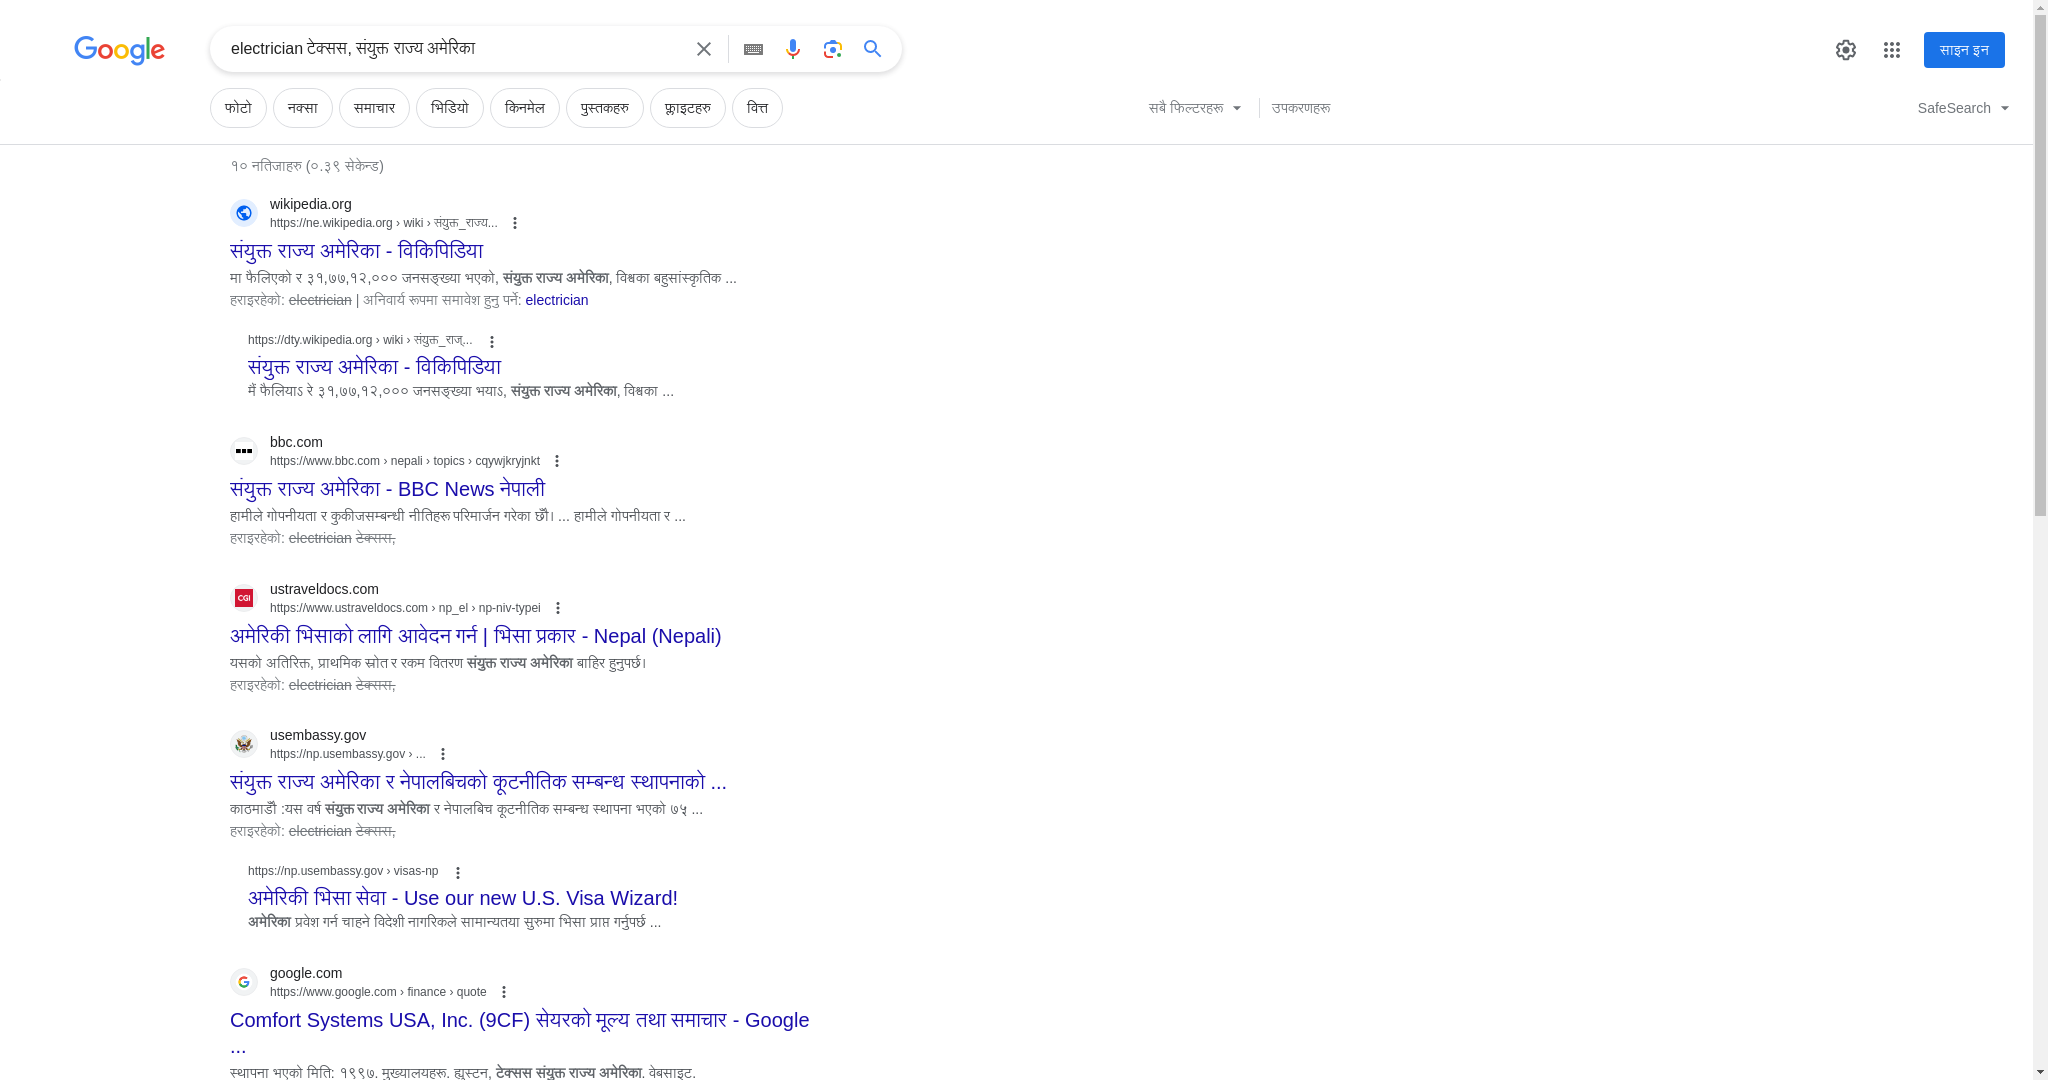 Google
electrician टेक्सस, संयुक्त राज्य अमेरिका
साइन इन
फोटो
नक्सा
समाचार
भिडियो
किनमेल
पुस्तकहरु
फ्लाइटहरु
वित्त
सबै फिल्टरहरू
उपकरणहरू
SafeSearch
१० नतिजाहरु (०.३९ सेकेन्ड)
wikipedia.org
https://ne.wikipedia.org › wiki › संयुक्त_राज्य...
संयुक्त राज्य अमेरिका - विकिपिडिया
मा फैलिएको र ३१,७७,१२,००० जनसङ्ख्या भएको, संयुक्त राज्य अमेरिका, विश्वका बहुसांस्कृतिक ...
हराइरहेको: electrician | अनिवार्य रूपमा समावेश हुनु पर्ने: electrician
https://dty.wikipedia.org › wiki › संयुक्त_राज्...
संयुक्त राज्य अमेरिका - विकिपिडिया
मैं फैलियाऽ रे ३१,७७,१२,००० जनसङ्ख्या भयाऽ, संयुक्त राज्य अमेरिका, विश्वका ...
bbc.com
https://www.bbc.com › nepali › topics › cqywjkryjnkt
संयुक्त राज्य अमेरिका - BBC News नेपाली
हामीले गोपनीयता र कुकीजसम्बन्धी नीतिहरू परिमार्जन गरेका छौँ। ... हामीले गोपनीयता र ...
हराइरहेको: electrician टेक्सस,
ustraveldocs.com
CGI
https://www.ustraveldocs.com › np_el › np-niv-typei
अमेरिकी भिसाको लागि आवेदन गर्न | भिसा प्रकार - Nepal (Nepali)
यसको अतिरिक्त, प्राथमिक स्रोत र रकम वितरण संयुक्त राज्य अमेरिका बाहिर हुनुपर्छ।
हराइरहेको: electrician टेक्सस,
usembassy.gov
https://np.usembassy.gov › ...
संयुक्त राज्य अमेरिका र नेपालबिचको कूटनीतिक सम्बन्ध स्थापनाको ...
काठमाडौँ :यस वर्ष संयुक्त राज्य अमेरिका र नेपालबिच कूटनीतिक सम्बन्ध स्थापना भएको ७५ ...
हराइरहेको: electrician टेक्सस,
https://np.usembassy.gov › visas-np
अमेरिकी भिसा सेवा - Use our new U.S. Visa Wizard!
अमेरिका प्रवेश गर्न चाहने विदेशी नागरिकले सामान्यतया सुरुमा भिसा प्राप्त गर्नुपर्छ ...
google.com
https://www.google.com › finance › quote
Comfort Systems USA, Inc. (9CF) सेयरको मूल्य तथा समाचार - Google
...
स्थापना भएको मिति: १९९७. मुख्यालयहरू. ह्युस्टन, टेक्सस संयुक्त राज्य अमेरिका. वेबसाइट.